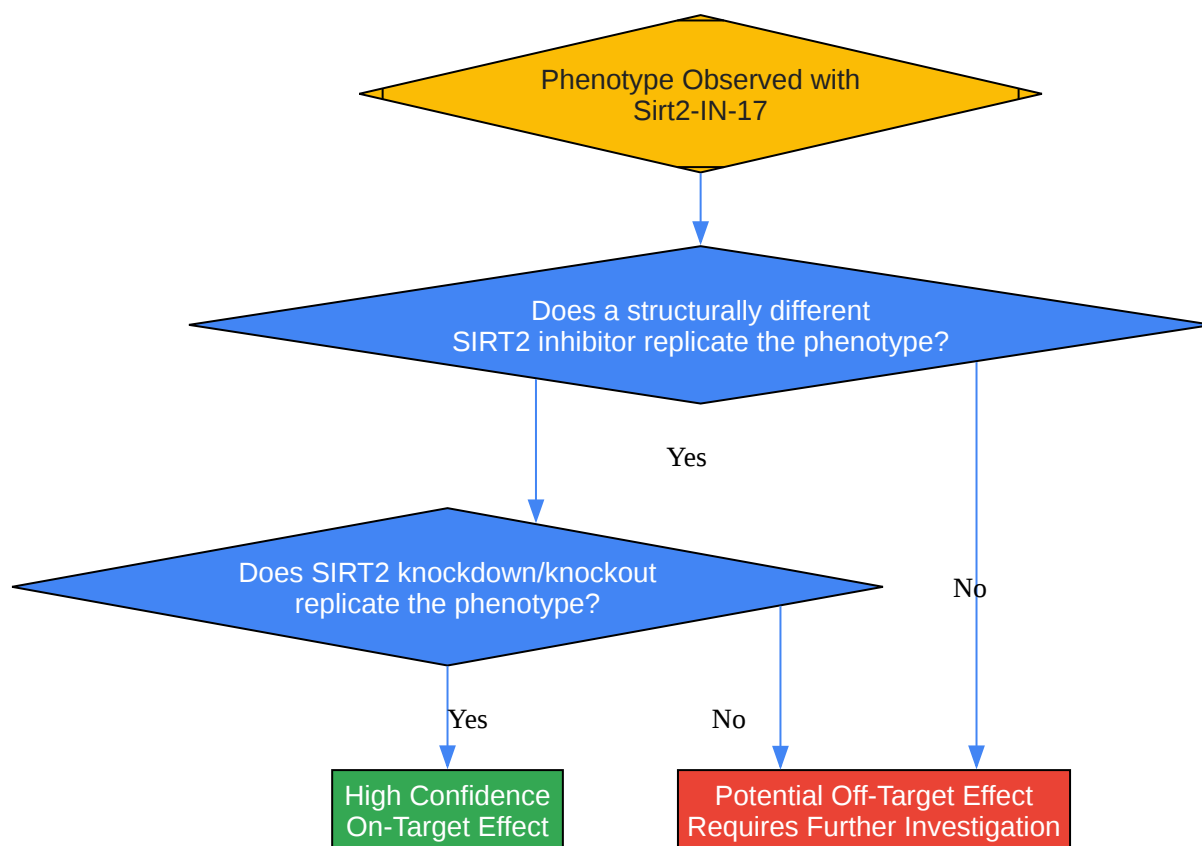 Phenotype Observed with
Sirt2-IN-17
Does a structurally different
SIRT2 inhibitor replicate the phenotype?
Yes
Does SIRT2 knockdown/knockout
replicate the phenotype?
No
Yes
No
High Confidence
On-Target Effect
Potential Off-Target Effect
Requires Further Investigation